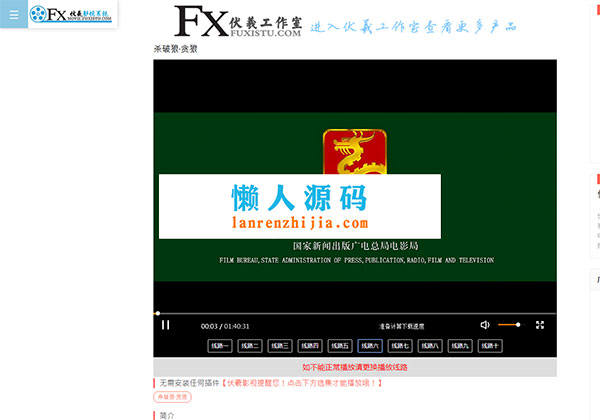 FX 伏羲影视系统
MOVIE.FUXISTU.COM
FX 伏羲工作室
FUXISTU.COM
进入伏羲工作室查看更多产品
杀破狼·贪狼
懒人源码
lanrenzhijia.com
国家新闻出版广电总局电影局
FILM BUREAU, STATE ADMINISTRATION OF PRESS, PUBLICATION, RADIO, FILM AND TELEVISION
00:03 / 01:40:31
准备计算下载速度
线路一 线路二 线路三 线路四 线路五 线路六 线路七 线路八 线路九 线路十
如不能正常播放请更换播放线路
无需安装任何插件【伏羲影视提醒您！点击下方选集才能播放哦！】
杀破狼·贪狼
简介